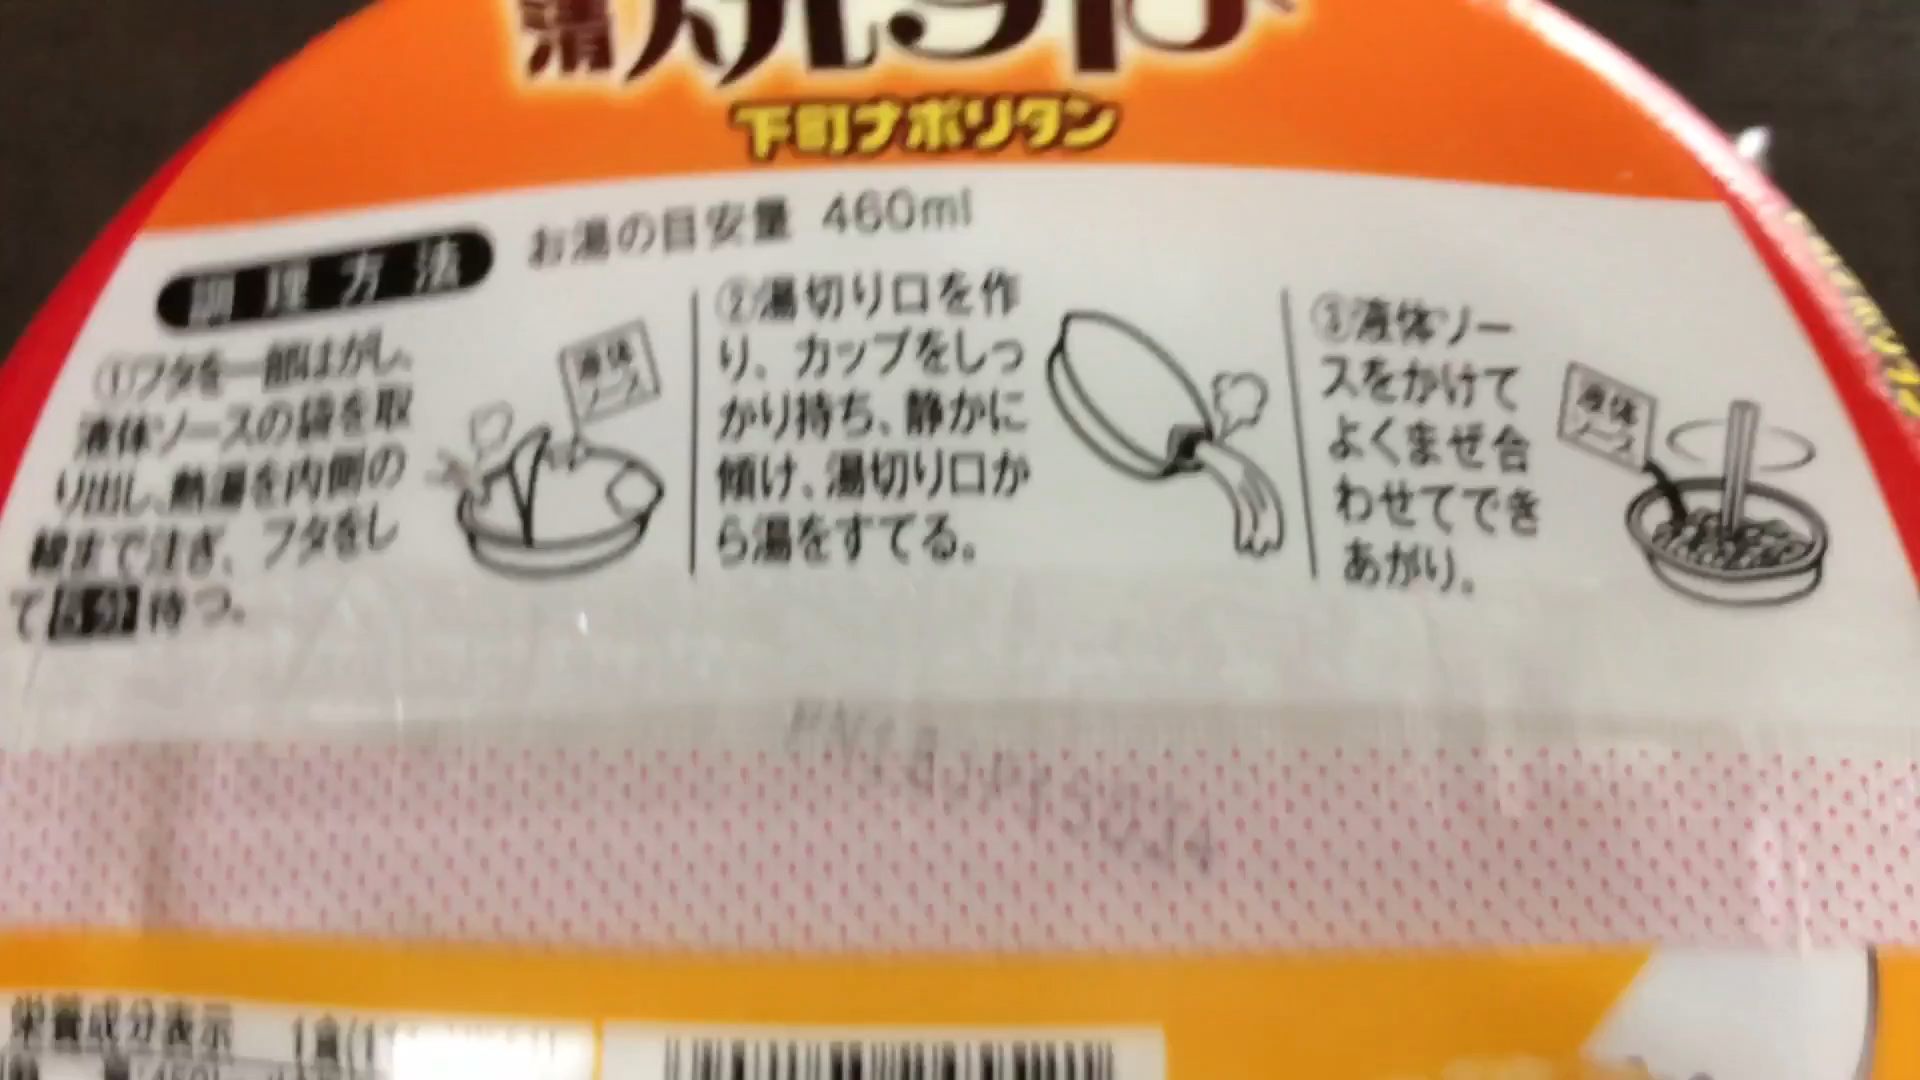 焼そば
下町ナポリタン
調理方法
お湯の目安量 460ml
①フタを一部はがし、
液体ソースの袋を取
り出し、熱湯を内側の
線まで注ぎ、フタをし
て
待つ。
液体
ソース
②湯切り口を作
り、カップをしっ
かり持ち、静かに
傾け、湯切り口か
ら湯をすてる。
③液体ソー
スをかけて
よくまぜ合
わせてでき
あがり。
液体
ソース
栄養成分表示